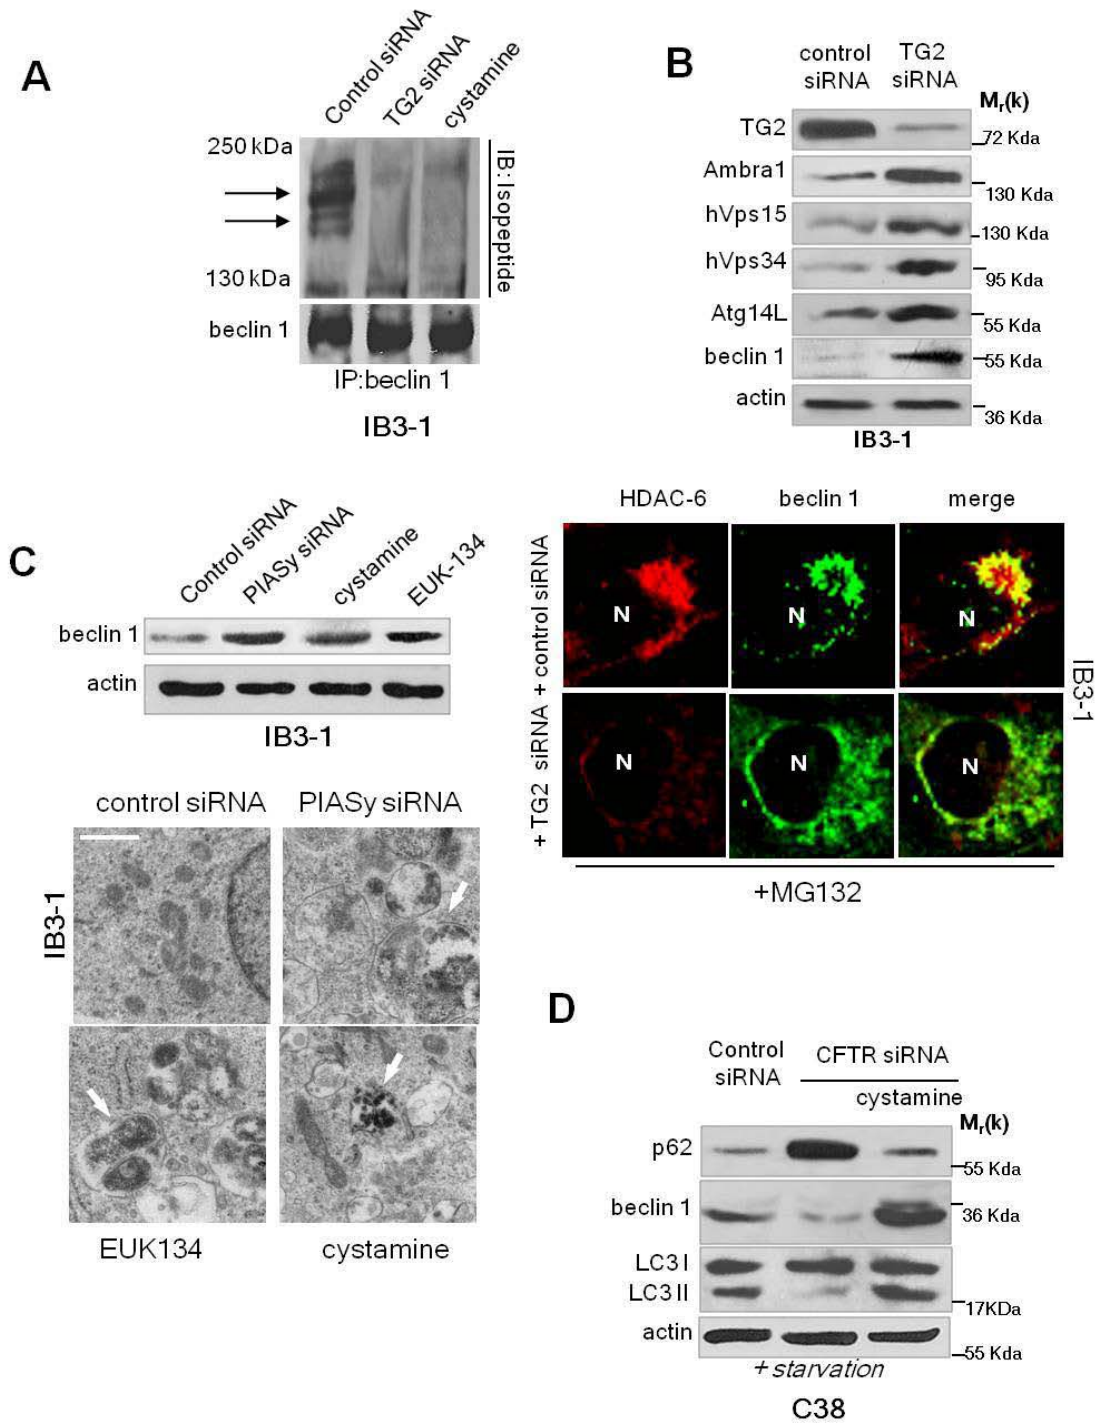 A
Control siRNA
TG2 siRNA
cystamine
250 kDa
130 kDa
IB: Isopeptide
beclin 1
IP:beclin 1
IB3-1
B
control siRNA
TG2 siRNA
Mr(k)
TG2
72 Kda
Ambra1
130 Kda
hVps15
130 Kda
hVps34
95 Kda
Atg14L
55 Kda
beclin 1
55 Kda
actin
36 Kda
IB3-1
HDAC-6 beclin 1 merge
+ control siRNA
N N N
+ TG2 siRNA
N N N
IB3-1
+MG132
C
Control siRNA
PIASy siRNA
cystamine
EUK-134
beclin 1
actin
IB3-1
control siRNA PIASy siRNA
IB3-1
EUK134 cystamine
D
Control siRNA
CFTR siRNA
cystamine
Mr(k)
p62
55 Kda
beclin 1
36 Kda
LC3 I
LC3 II
17KDa
actin
55 Kda
+ starvation
C38